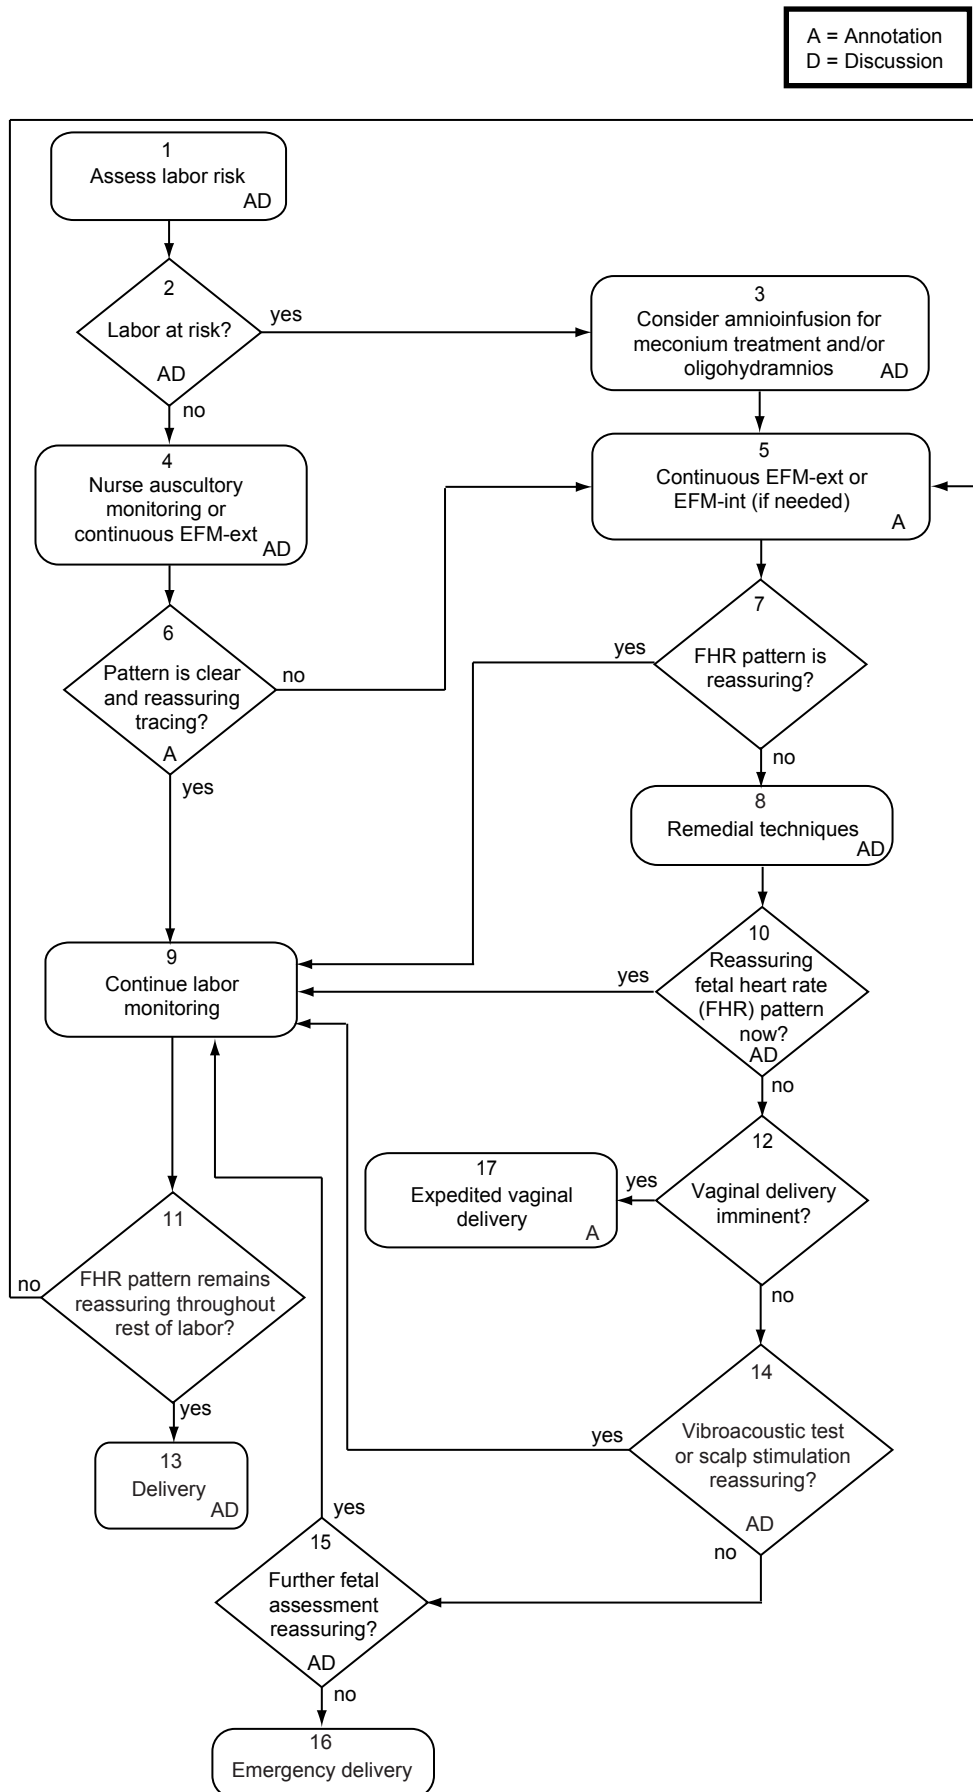 A = Annotation
D = Discussion
1
Assess labor risk
AD
2
Labor at risk?
AD
yes
no
3
Consider amnioinfusion for
meconium treatment and/or
oligohydramnios
AD
4
Nurse auscultory
monitoring or
continuous EFM-ext
AD
5
Continuous EFM-ext or
EFM-int (if needed)
A
6
Pattern is clear
and reassuring
tracing?
A
no
yes
7
FHR pattern is
reassuring?
yes
no
8
Remedial techniques
AD
9
Continue labor
monitoring
10
Reassuring
fetal heart rate
(FHR) pattern
now?
AD
yes
no
11
FHR pattern remains
reassuring throughout
rest of labor?
no
yes
12
Vaginal delivery
imminent?
yes
no
17
Expedited vaginal
delivery
A
13
Delivery
AD
14
Vibroacoustic test
or scalp stimulation
reassuring?
AD
yes
no
15
Further fetal
assessment
reassuring?
AD
yes
no
16
Emergency delivery